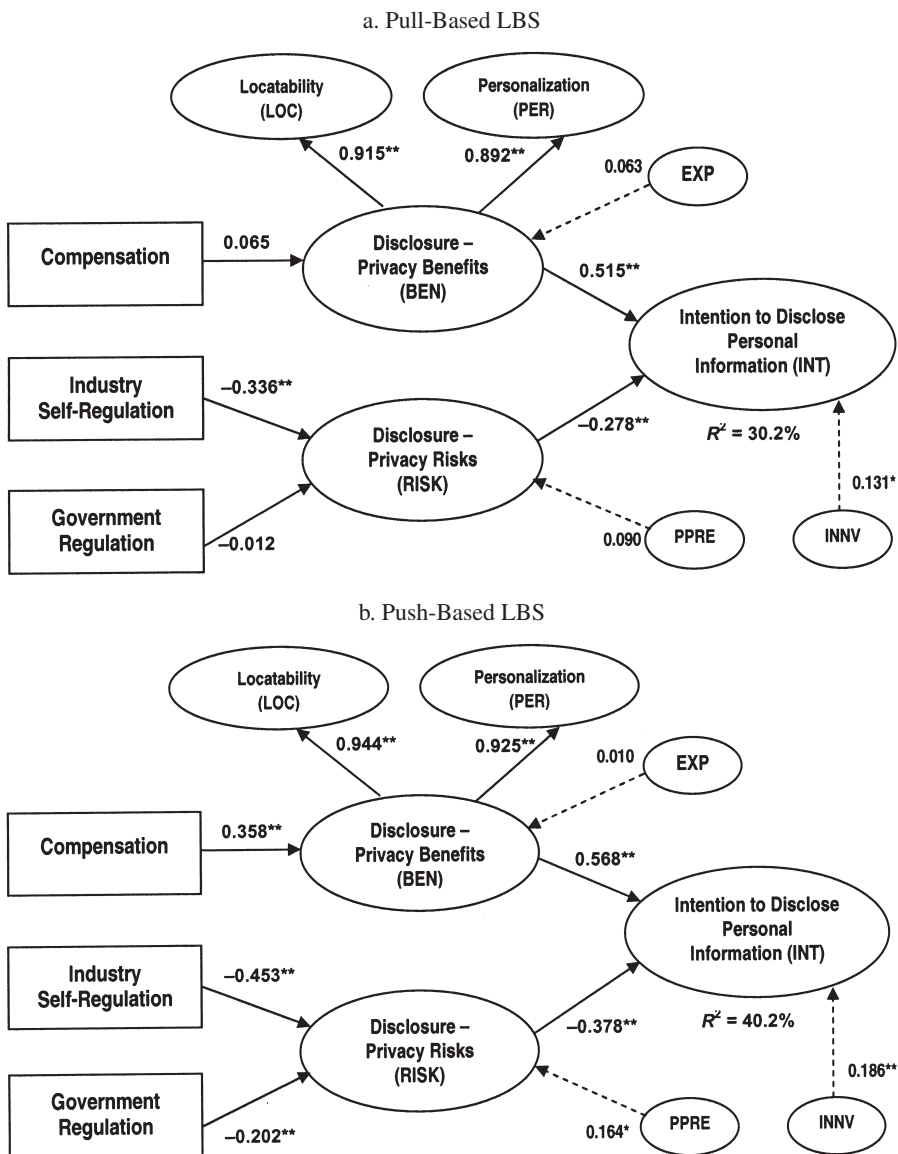 a. Pull-Based LBS
Locatability
(LOC)
Personalization
(PER)
0.915**
0.892**
0.063
EXP
Compensation
0.065
Disclosure –
Privacy Benefits
(BEN)
0.515**
Intention to Disclose
Personal
Information (INT)
Industry
Self-Regulation
–0.336**
Disclosure –
Privacy Risks
(RISK)
–0.278**
R² = 30.2%
Government
Regulation
–0.012
0.090
PPRE
0.131*
INNV
b. Push-Based LBS
Locatability
(LOC)
Personalization
(PER)
0.944**
0.925**
0.010
EXP
Compensation
0.358**
Disclosure –
Privacy Benefits
(BEN)
0.568**
Intention to Disclose
Personal
Information (INT)
Industry
Self-Regulation
–0.453**
Disclosure –
Privacy Risks
(RISK)
–0.378**
R² = 40.2%
Government
Regulation
–0.202**
0.164*
PPRE
0.186**
INNV